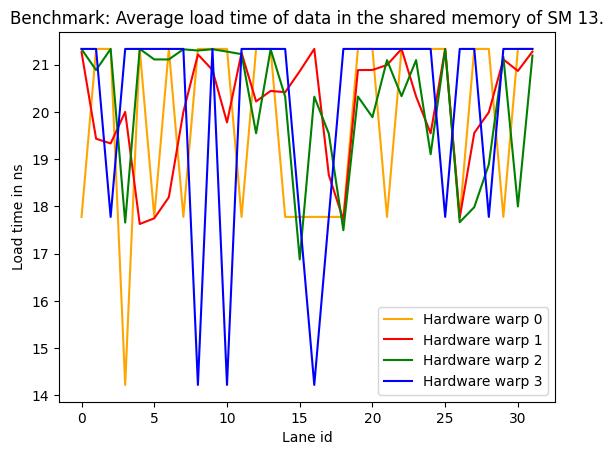 Benchmark: Average load time of data in the shared memory of SM 13.
Load time in ns
21
20
19
18
17
16
15
14
0
5
10
15
20
25
30
Lane id
Hardware warp 0
Hardware warp 1
Hardware warp 2
Hardware warp 3